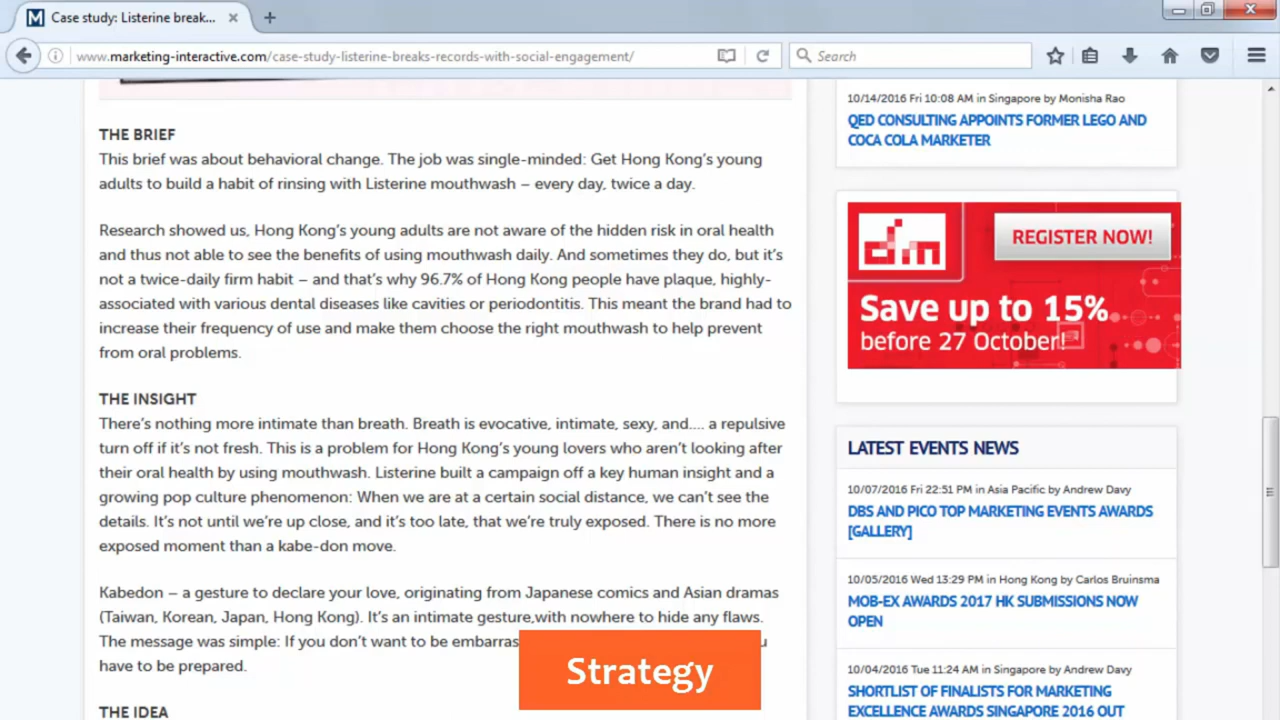 Case study: Listerine break...
www.marketing-interactive.com/case-study-listerine-breaks-records-with-social-engagement/
Search
THE BRIEF
This brief was about behavioral change. The job was single-minded: Get Hong Kong's young
adults to build a habit of rinsing with Listerine mouthwash – every day, twice a day.
Research showed us, Hong Kong's young adults are not aware of the hidden risk in oral health
and thus not able to see the benefits of using mouthwash daily. And sometimes they do, but it's
not a twice-daily firm habit – and that's why 96.7% of Hong Kong people have plaque, highly-
associated with various dental diseases like cavities or periodontitis. This meant the brand had to
increase their frequency of use and make them choose the right mouthwash to help prevent
from oral problems.
THE INSIGHT
There's nothing more intimate than breath. Breath is evocative, intimate, sexy, and.... a repulsive
turn off if it's not fresh. This is a problem for Hong Kong's young lovers who aren't looking after
their oral health by using mouthwash. Listerine built a campaign off a key human insight and a
growing pop culture phenomenon: When we are at a certain social distance, we can't see the
details. It's not until we're up close, and it's too late, that we're truly exposed. There is no more
exposed moment than a kabe-don move.
Kabedon – a gesture to declare your love, originating from Japanese comics and Asian dramas
(Taiwan, Korean, Japan, Hong Kong). It's an intimate gesture,with nowhere to hide any flaws.
The message was simple: If you don't want to be embarras
have to be prepared.
Strategy
THE IDEA
10/14/2016 Fri 10:08 AM in Singapore by Monisha Rao
QED CONSULTING APPOINTS FORMER LEGO AND
COCA COLA MARKETER
dm
REGISTER NOW!
Save up to 15%
before 27 October!
LATEST EVENTS NEWS
10/07/2016 Fri 22:51 PM in Asia Pacific by Andrew Davy
DBS AND PICO TOP MARKETING EVENTS AWARDS
[GALLERY]
10/05/2016 Wed 13:29 PM in Hong Kong by Carlos Bruinsma
MOB-EX AWARDS 2017 HK SUBMISSIONS NOW
OPEN
10/04/2016 Tue 11:24 AM in Singapore by Andrew Davy
SHORTLIST OF FINALISTS FOR MARKETING
EXCELLENCE AWARDS SINGAPORE 2016 OUT